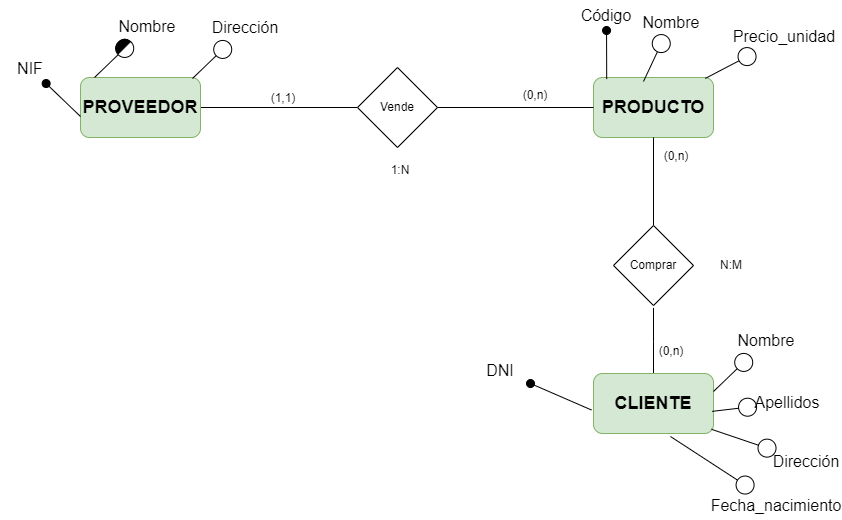 Código
Nombre
Nombre
Dirección
Precio_unidad
NIF
PROVEEDOR
(1,1)
Vende
(0,n)
PRODUCTO
1:N
(0,n)
Comprar
N:M
(0,n)
Nombre
DNI
CLIENTE
Apellidos
Dirección
Fecha_nacimiento